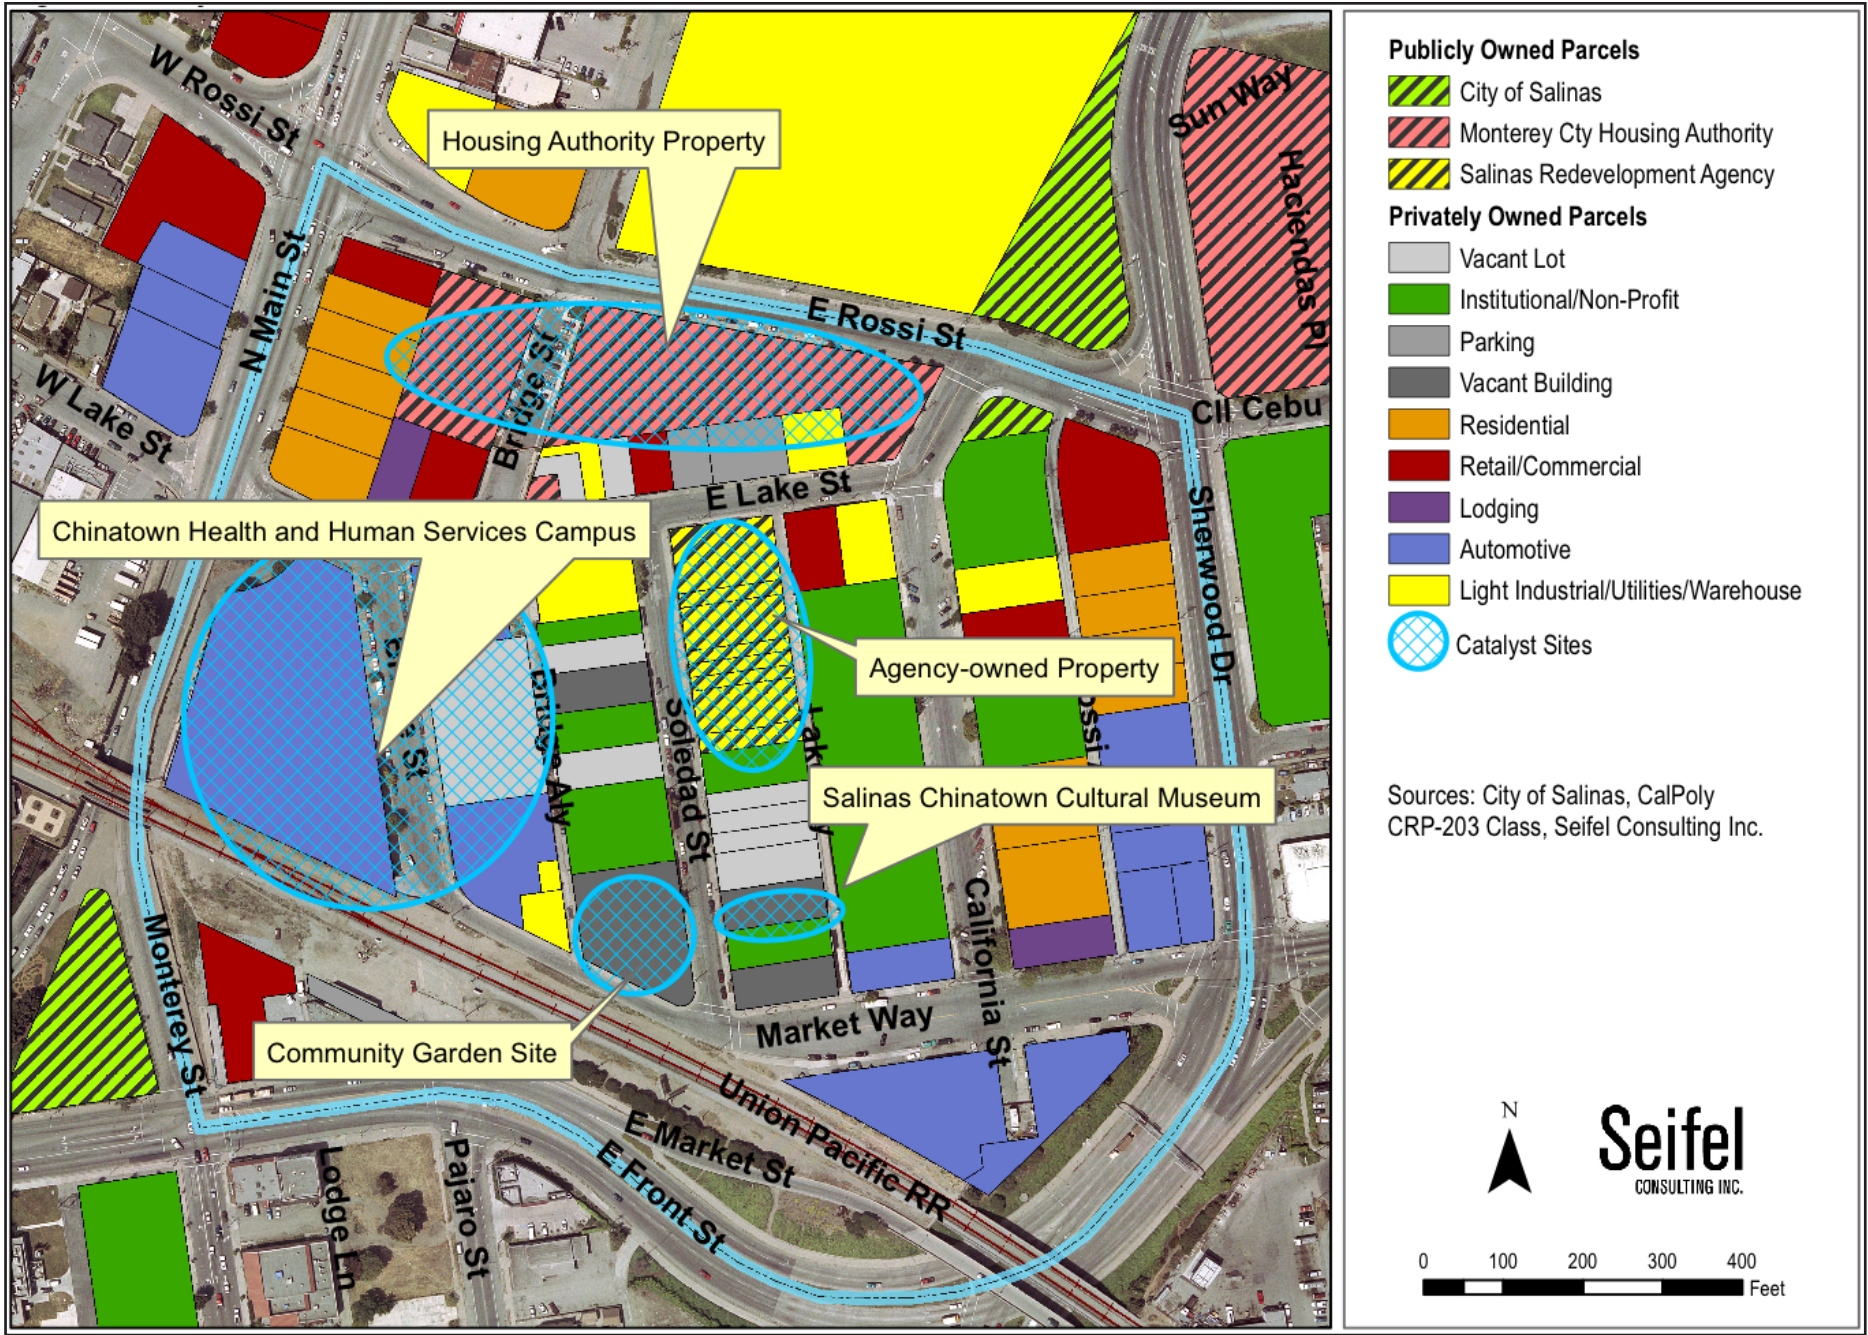 W Rossi St
Housing Authority Property
Sun Way
Haciendas Pl
N Main St
E Rossi St
W Lake St
Bridge St
Cll Cebu
E Lake St
Chinatown Health and Human Services Campus
Sherwood Dr
Agency-owned Property
St
Soledad St
Aly
Salinas Chinatown Cultural Museum
California St
Monterey St
Market Way
Community Garden Site
Union Pacific RR
E Market St
E Front St
Lodge Ln
Pajaro St
Publicly Owned Parcels
City of Salinas
Monterey Cty Housing Authority
Salinas Redevelopment Agency
Privately Owned Parcels
Vacant Lot
Institutional/Non-Profit
Parking
Vacant Building
Residential
Retail/Commercial
Lodging
Automotive
Light Industrial/Utilities/Warehouse
Catalyst Sites
Sources: City of Salinas, CalPoly
CRP-203 Class, Seifel Consulting Inc.
N
Seifel
CONSULTING INC.
0 100 200 300 400
Feet